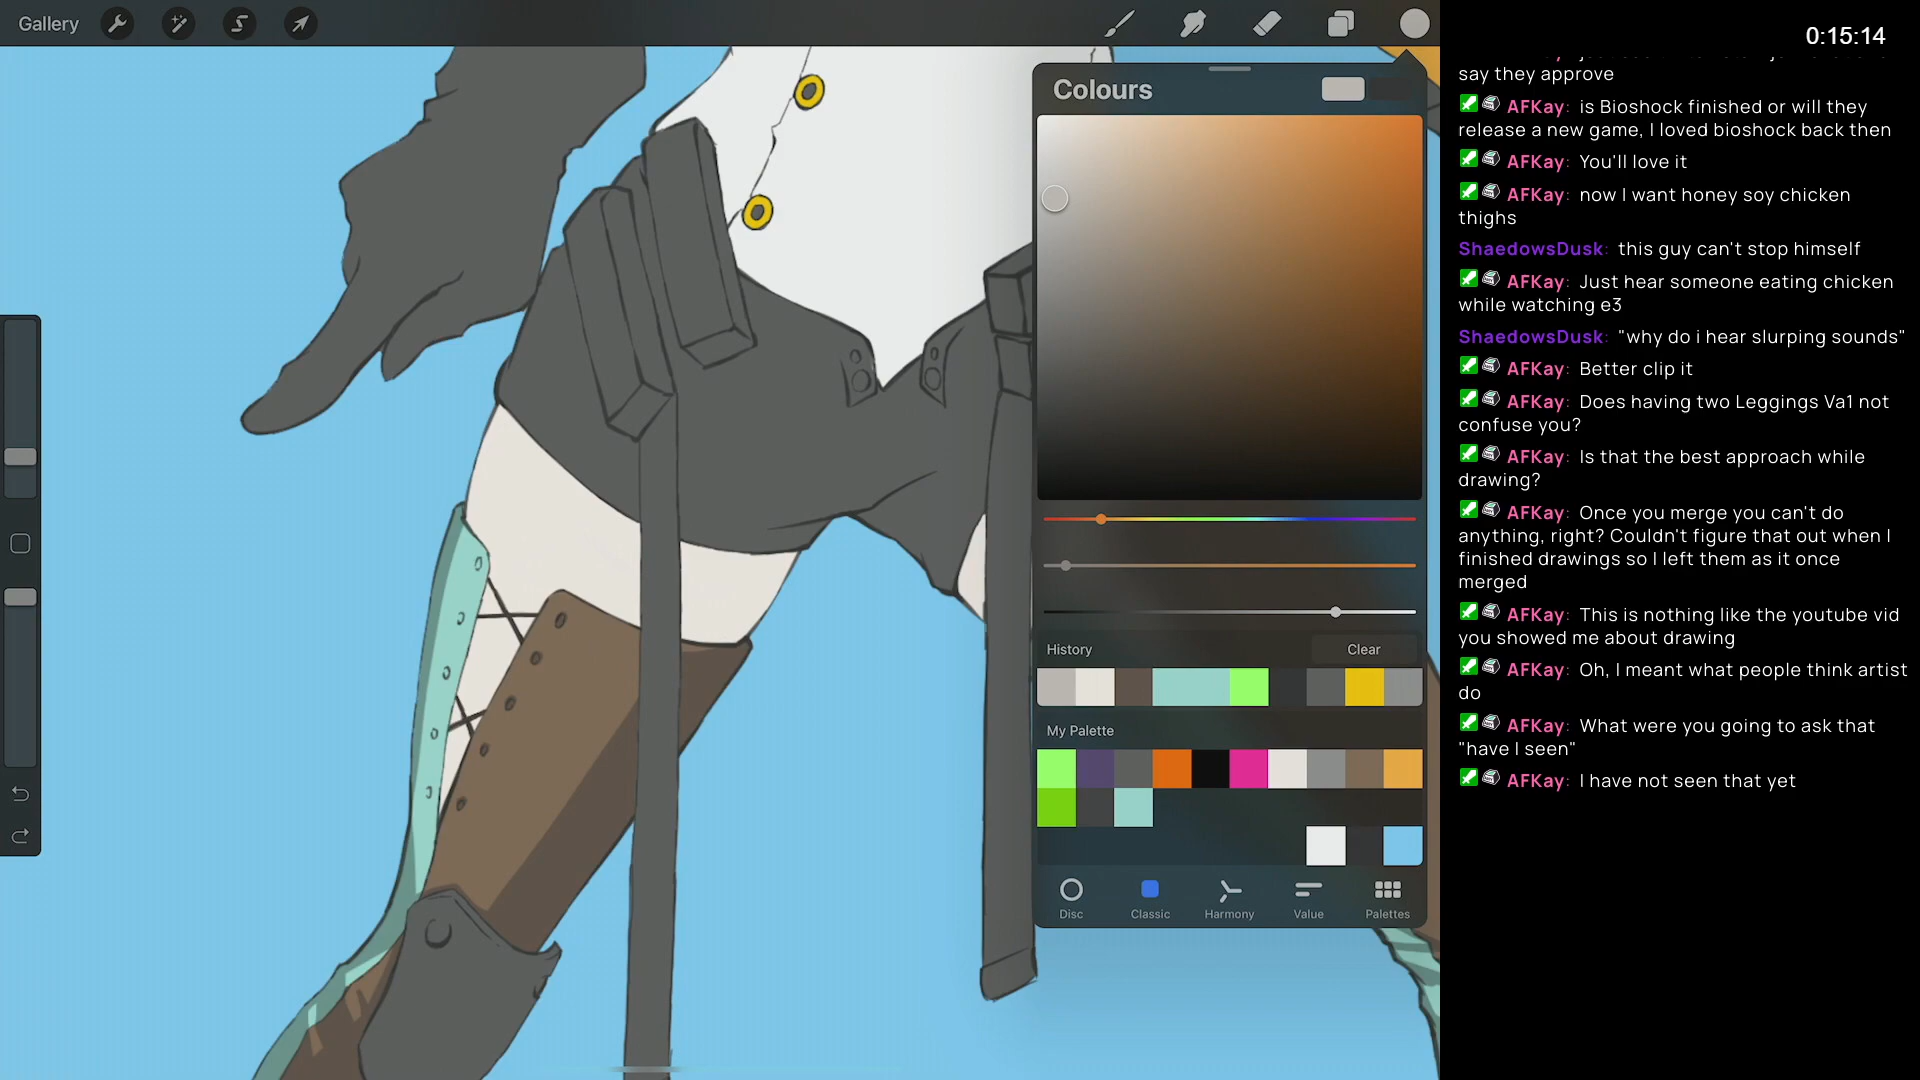 Gallery
0:15:14
Colours
History
Clear
My Palette
Disc
Classic
Harmony
Value
Palettes
say they approve
AFKay: is Bioshock finished or will they
release a new game, I loved bioshock back then
AFKay: You'll love it
AFKay: now I want honey soy chicken
thighs
ShaedowsDusk: this guy can't stop himself
AFKay: Just hear someone eating chicken
while watching e3
ShaedowsDusk: "why do i hear slurping sounds"
AFKay: Better clip it
AFKay: Does having two Leggings Va1 not
confuse you?
AFKay: Is that the best approach while
drawing?
AFKay: Once you merge you can't do
anything, right? Couldn't figure that out when I
finished drawings so I left them as it once
merged
AFKay: This is nothing like the youtube vid
you showed me about drawing
AFKay: Oh, I meant what people think artist
do
AFKay: What were you going to ask that
"have I seen"
AFKay: I have not seen that yet